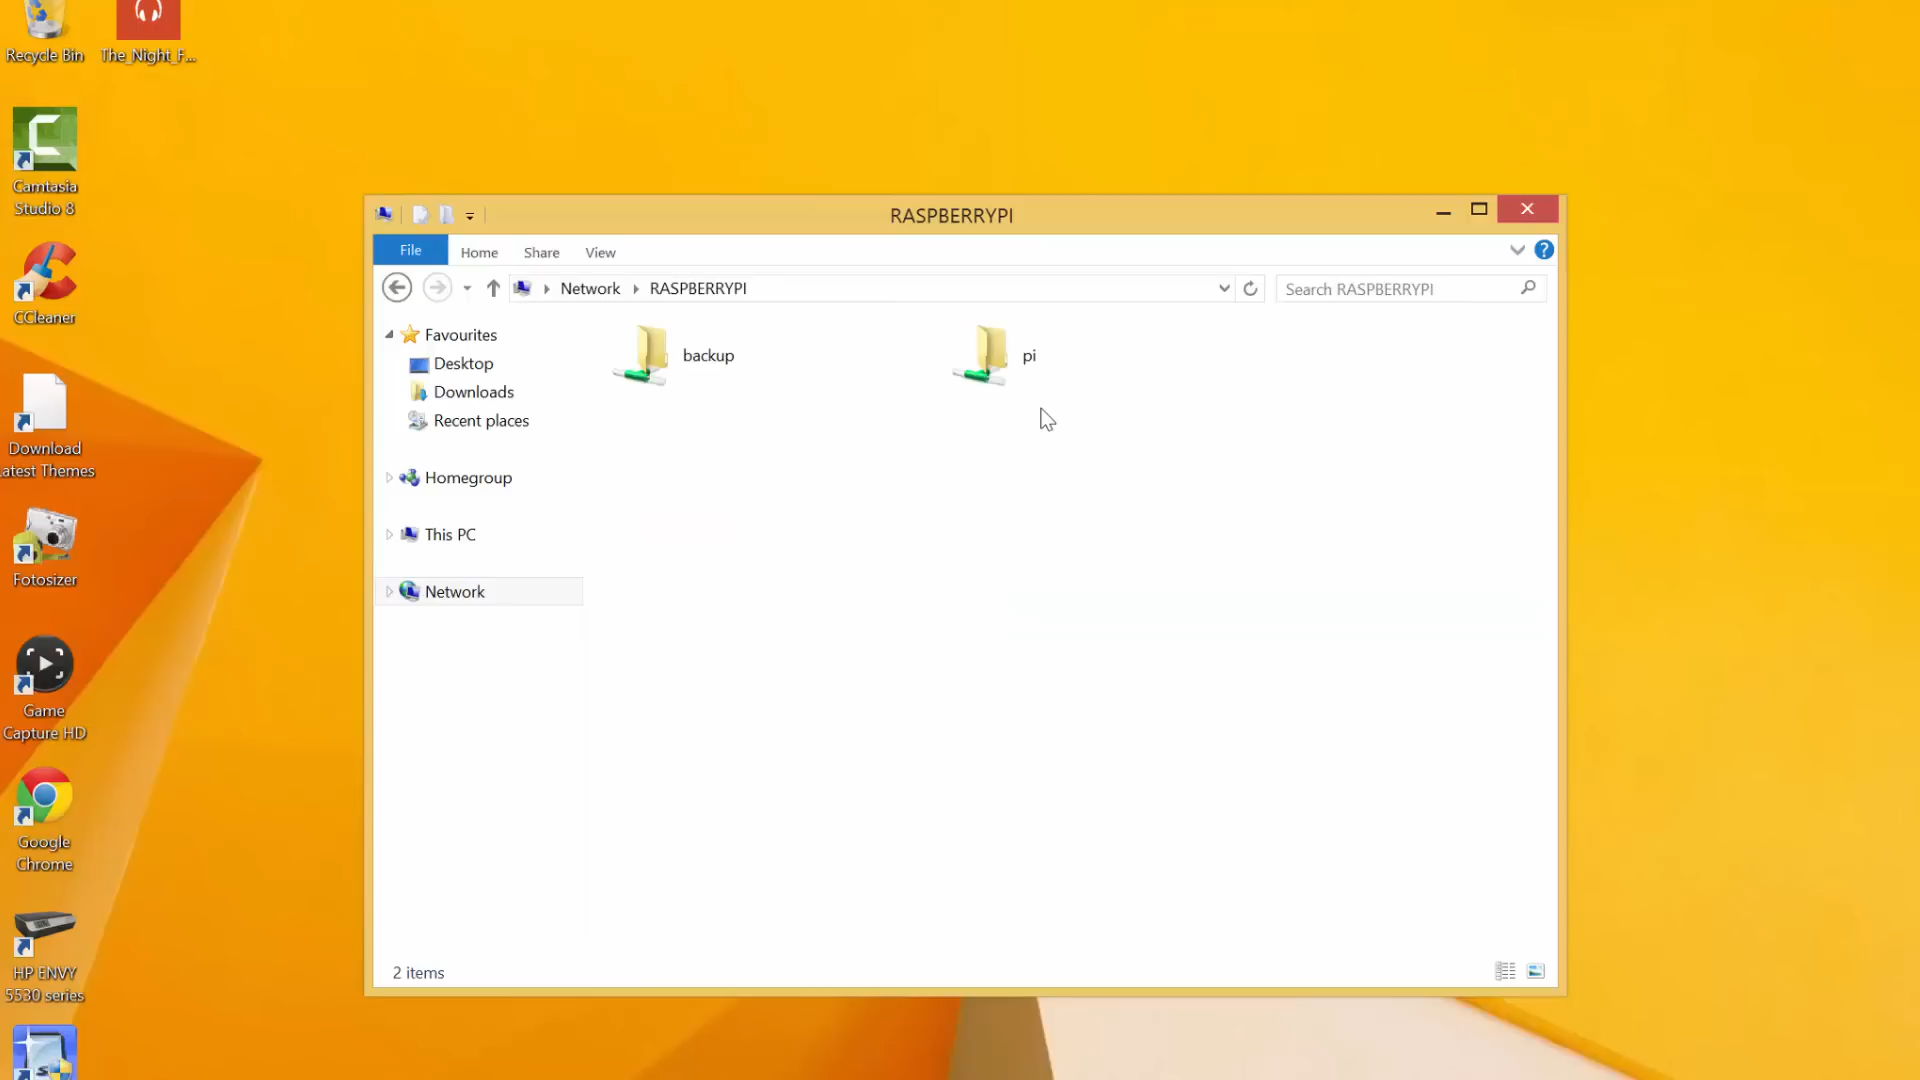 Recycle Bin
The_Night_F...
Camtasia
Studio 8
CCleaner
Download
Latest Themes
Fotosizer
Game
Capture HD
Google
Chrome
HP ENVY
5530 series
RASPBERRYPI
File
Home
Share
View
Network
RASPBERRYPI
Search RASPBERRYPI
Favourites
Desktop
Downloads
Recent places
Homegroup
This PC
Network
backup
pi
2 items